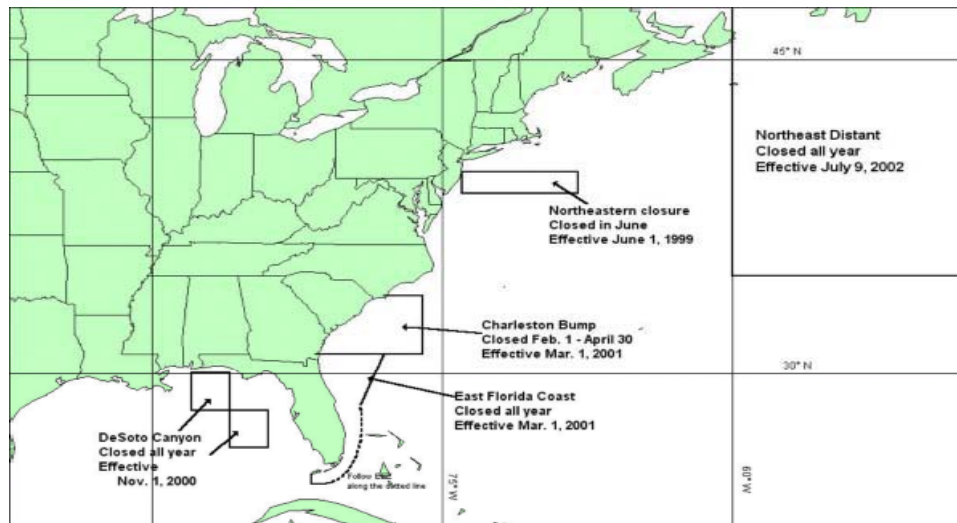 45° N
Northeast Distant
Closed all year
Effective July 9, 2002
Northeastern closure
Closed in June
Effective June 1, 1999
Charleston Bump
Closed Feb. 1 - April 30
Effective Mar. 1, 2001
30° N
East Florida Coast
Closed all year
Effective Mar. 1, 2001
DeSoto Canyon
Closed all year
Effective
Nov. 1, 2000
Follow
along the dotted line
75° W
60° W